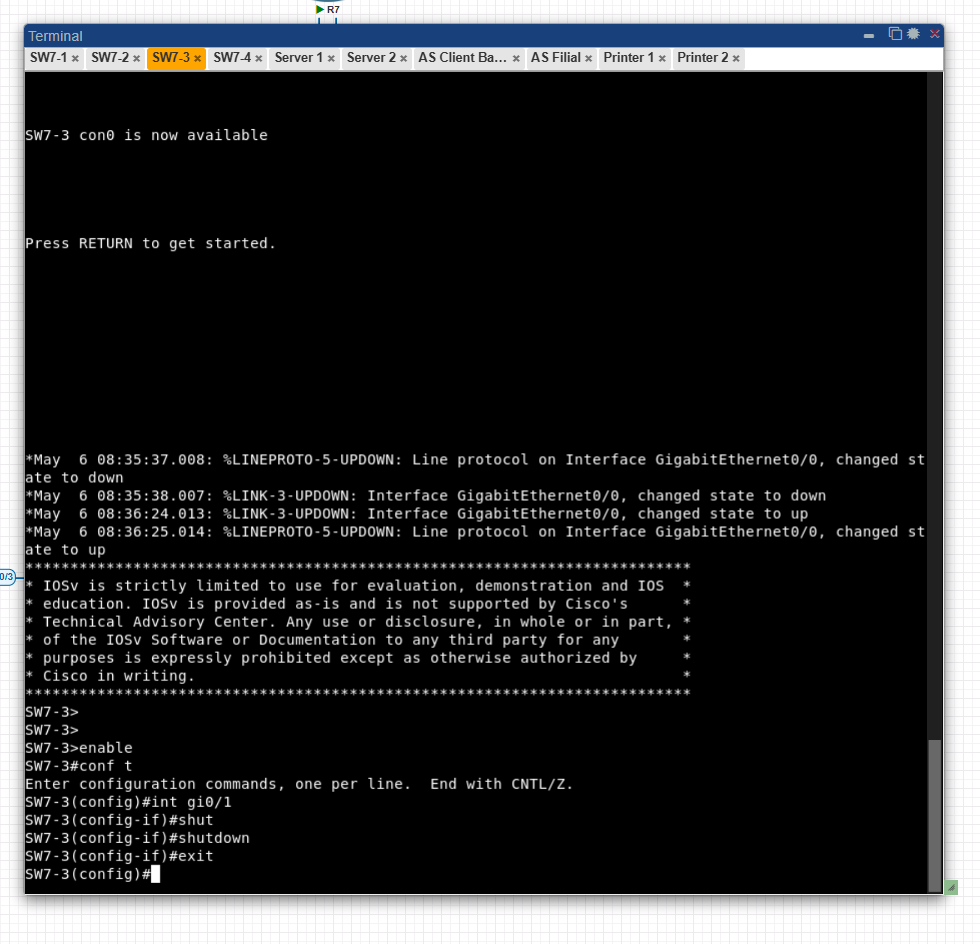 R7
Terminal
SW7-1 × SW7-2 × SW7-3 × SW7-4 × Server 1 × Server 2 × AS Client Ba... × AS Filial × Printer 1 × Printer 2 ×
SW7-3 con0 is now available
Press RETURN to get started.
*May  6 08:35:37.008: %LINEPROTO-5-UPDOWN: Line protocol on Interface GigabitEthernet0/0, changed st
ate to down
*May  6 08:35:38.007: %LINK-3-UPDOWN: Interface GigabitEthernet0/0, changed state to down
*May  6 08:36:24.013: %LINK-3-UPDOWN: Interface GigabitEthernet0/0, changed state to up
*May  6 08:36:25.014: %LINEPROTO-5-UPDOWN: Line protocol on Interface GigabitEthernet0/0, changed st
ate to up
**************************************************************************
* IOSv is strictly limited to use for evaluation, demonstration and IOS  *
* education. IOSv is provided as-is and is not supported by Cisco's      *
* Technical Advisory Center. Any use or disclosure, in whole or in part, *
* of the IOSv Software or Documentation to any third party for any       *
* purposes is expressly prohibited except as otherwise authorized by     *
* Cisco in writing.                                                      *
**************************************************************************
SW7-3>
SW7-3>
SW7-3>enable
SW7-3#conf t
Enter configuration commands, one per line.  End with CNTL/Z.
SW7-3(config)#int gi0/1
SW7-3(config-if)#shut
SW7-3(config-if)#shutdown
SW7-3(config-if)#exit
SW7-3(config)#
0/3